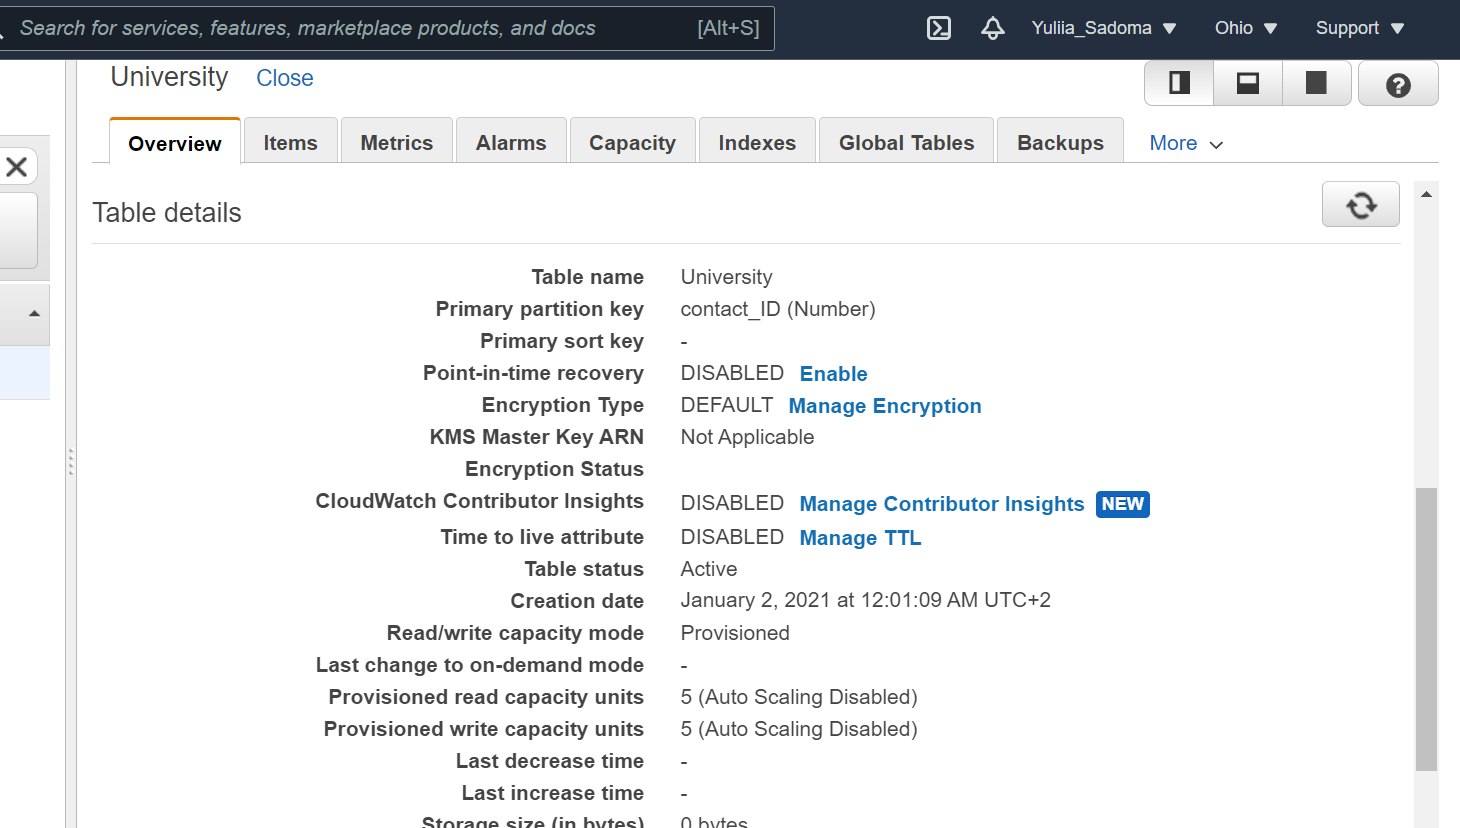 Search for services, features, marketplace products, and docs [Alt+S] Yuliia_Sadoma Ohio Support
University Close
Overview Items Metrics Alarms Capacity Indexes Global Tables Backups More
Table details
Table name University
Primary partition key contact_ID (Number)
Primary sort key -
Point-in-time recovery DISABLED Enable
Encryption Type DEFAULT Manage Encryption
KMS Master Key ARN Not Applicable
Encryption Status
CloudWatch Contributor Insights DISABLED Manage Contributor Insights NEW
Time to live attribute DISABLED Manage TTL
Table status Active
Creation date January 2, 2021 at 12:01:09 AM UTC+2
Read/write capacity mode Provisioned
Last change to on-demand mode -
Provisioned read capacity units 5 (Auto Scaling Disabled)
Provisioned write capacity units 5 (Auto Scaling Disabled)
Last decrease time -
Last increase time -
Storage size (in bytes) 0 bytes